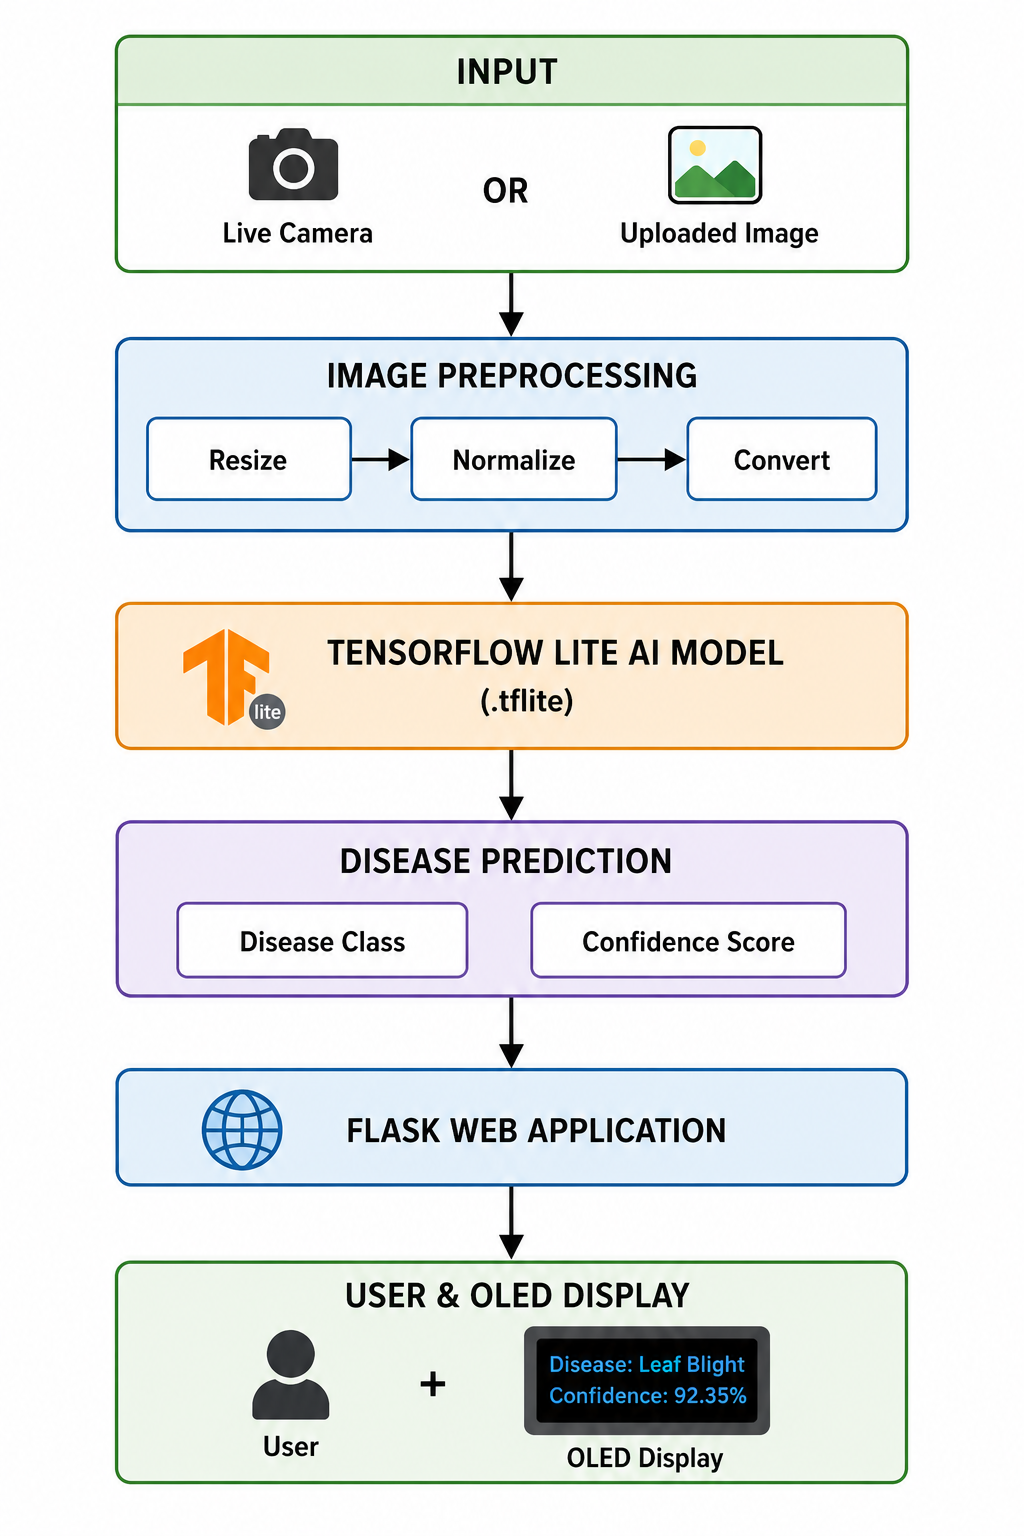 INPUT
Live Camera
OR
Uploaded Image
IMAGE PREPROCESSING
Resize
Normalize
Convert
lite
TENSORFLOW LITE AI MODEL
(.tflite)
DISEASE PREDICTION
Disease Class
Confidence Score
FLASK WEB APPLICATION
USER & OLED DISPLAY
User
+
Disease: Leaf Blight
Confidence: 92.35%
OLED Display